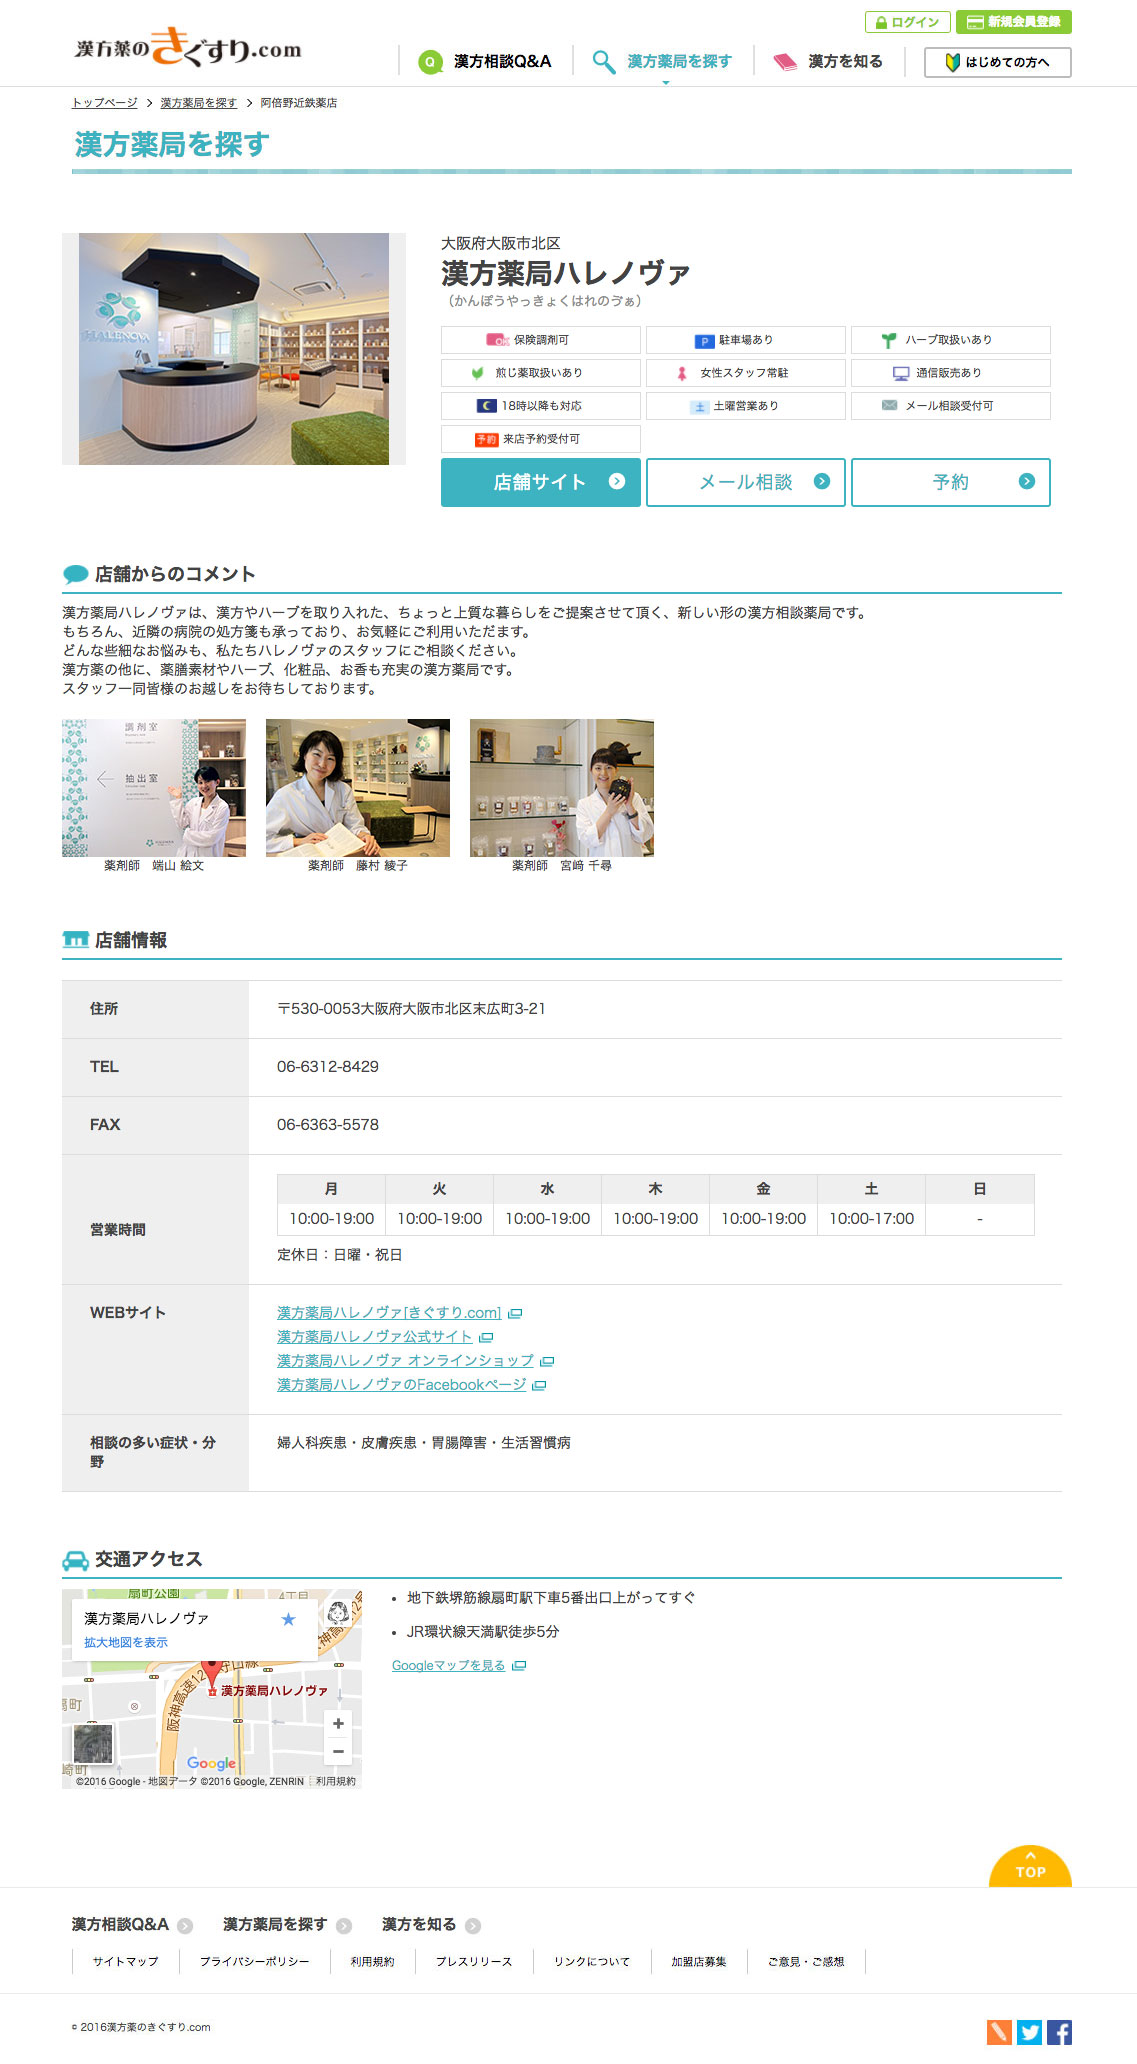 漢方薬のきぐすり.com
ログイン
新規会員登録
漢方相談Q&A
漢方薬局を探す
漢方を知る
はじめての方へ
トップページ > 漢方薬局を探す > 阿倍野近鉄薬店
漢方薬局を探す
HALENOVA
大阪府大阪市北区
漢方薬局ハレノヴァ
（かんぽうやっきょくはれのゔぁ）
OK 保険調剤可
P 駐車場あり
ハーブ取扱いあり
煎じ薬取扱いあり
女性スタッフ常駐
通信販売あり
18時以降も対応
土 土曜営業あり
メール相談受付可
予約 来店予約受付可
店舗サイト
メール相談
予約
店舗からのコメント
漢方薬局ハレノヴァは、漢方やハーブを取り入れた、ちょっと上質な暮らしをご提案させて頂く、新しい形の漢方相談薬局です。
もちろん、近隣の病院の処方箋も承っており、お気軽にご利用いただます。
どんな些細なお悩みも、私たちハレノヴァのスタッフにご相談ください。
漢方薬の他に、薬膳素材やハーブ、化粧品、お香も充実の漢方薬局です。
スタッフ一同皆様のお越しをお待ちしております。
調剤室
抽出室
薬剤師　端山 絵文
薬剤師　藤村 綾子
薬剤師　宮﨑 千尋
店舗情報
住所
〒530-0053大阪府大阪市北区末広町3-21
TEL
06-6312-8429
FAX
06-6363-5578
営業時間
月 火 水 木 金 土 日
10:00-19:00 10:00-19:00 10:00-19:00 10:00-19:00 10:00-19:00 10:00-17:00 -
定休日：日曜・祝日
WEBサイト
漢方薬局ハレノヴァ[きぐすり.com]
漢方薬局ハレノヴァ公式サイト
漢方薬局ハレノヴァ オンラインショップ
漢方薬局ハレノヴァのFacebookページ
相談の多い症状・分
野
婦人科疾患・皮膚疾患・胃腸障害・生活習慣病
交通アクセス
扇町公園
4丁目
漢方薬局ハレノヴァ
拡大地図を表示
守山線
阪神高速12
阪神高速
漢方薬局ハレノヴァ
扇町
崎町
+
−
Google
©2016 Google - 地図データ ©2016 Google, ZENRIN
利用規約
• 地下鉄堺筋線扇町駅下車5番出口上がってすぐ
• JR環状線天満駅徒歩5分
Googleマップを見る
TOP
漢方相談Q&A
漢方薬局を探す
漢方を知る
サイトマップ
プライバシーポリシー
利用規約
プレスリリース
リンクについて
加盟店募集
ご意見・ご感想
© 2016漢方薬のきぐすり.com